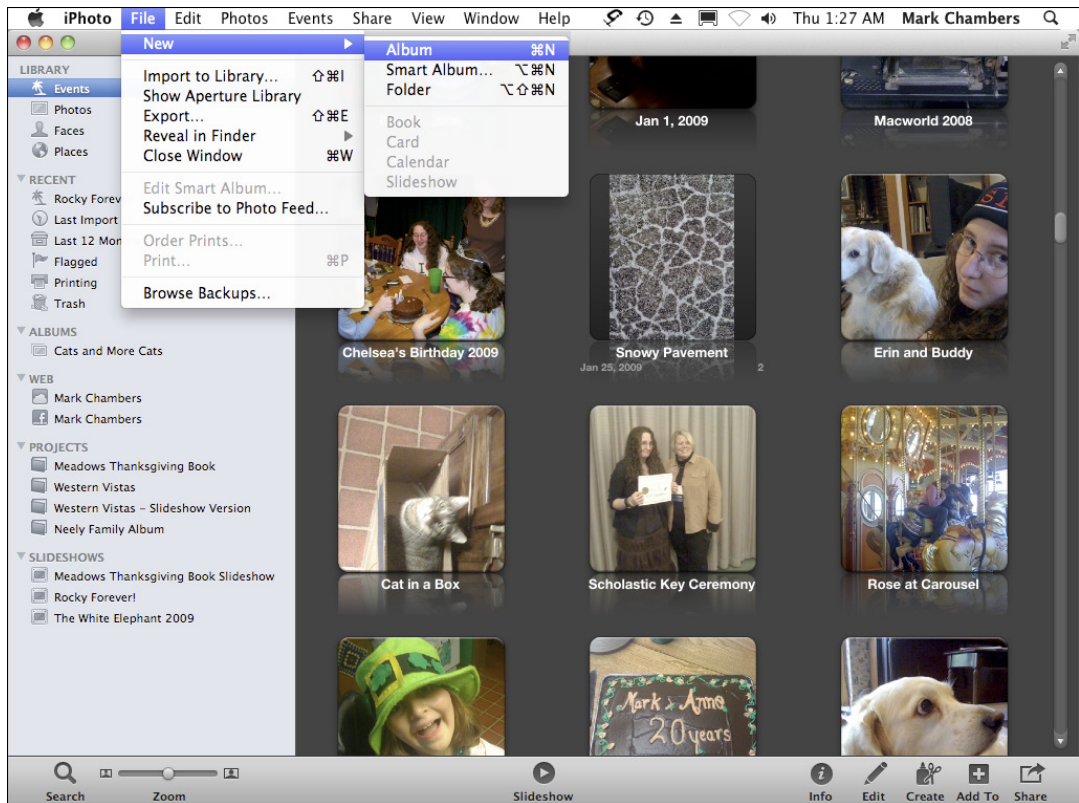 iPhoto File Edit Photos Events Share View Window Help Thu 1:27 AM Mark Chambers
New
Import to Library... ⇧⌘I
Show Aperture Library
Export... ⇧⌘E
Reveal in Finder
Close Window ⌘W
Edit Smart Album...
Subscribe to Photo Feed...
Order Prints...
Print... ⌘P
Browse Backups...
Album ⌘N
Smart Album... ⌥⌘N
Folder ⌥⇧⌘N
Book
Card
Calendar
Slideshow
LIBRARY
Events
Photos
Faces
Places
RECENT
Rocky Forev
Last Import
Last 12 Mon
Flagged
Printing
Trash
ALBUMS
Cats and More Cats
WEB
Mark Chambers
Mark Chambers
PROJECTS
Meadows Thanksgiving Book
Western Vistas
Western Vistas – Slideshow Version
Neely Family Album
SLIDESHOWS
Meadows Thanksgiving Book Slideshow
Rocky Forever!
The White Elephant 2009
Jan 1, 2009
Macworld 2008
Chelsea's Birthday 2009
Snowy Pavement
Jan 25, 2009 2
Erin and Buddy
Cat in a Box
Scholastic Key Ceremony
Rose at Carousel
Mark & Anne
20 years
Search
Zoom
Slideshow
Info
Edit
Create
Add To
Share